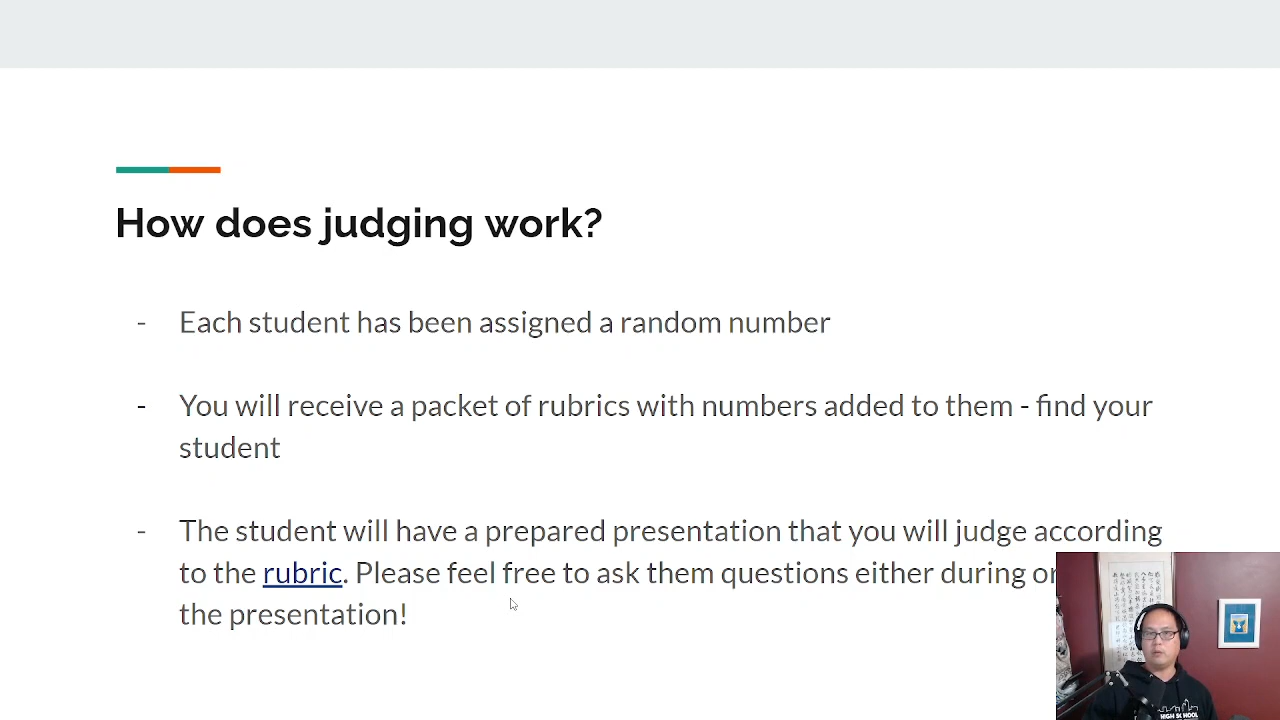 How does judging work?
- Each student has been assigned a random number
- You will receive a packet of rubrics with numbers added to them - find your
student
- The student will have a prepared presentation that you will judge according
to the rubric. Please feel free to ask them questions either during or
the presentation!
HIGH SCHOOL